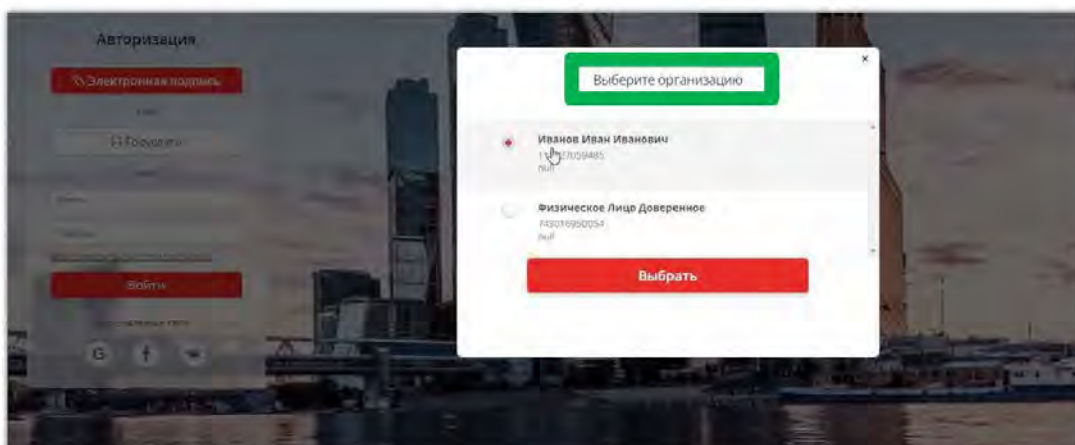 Авторизация
Электронная подпись
Госуслуги
Войти
G f
Выберите организацию
×
Иванов Иван Иванович
null
Физическое Лицо Доверенное
743016950054
null
Выбрать